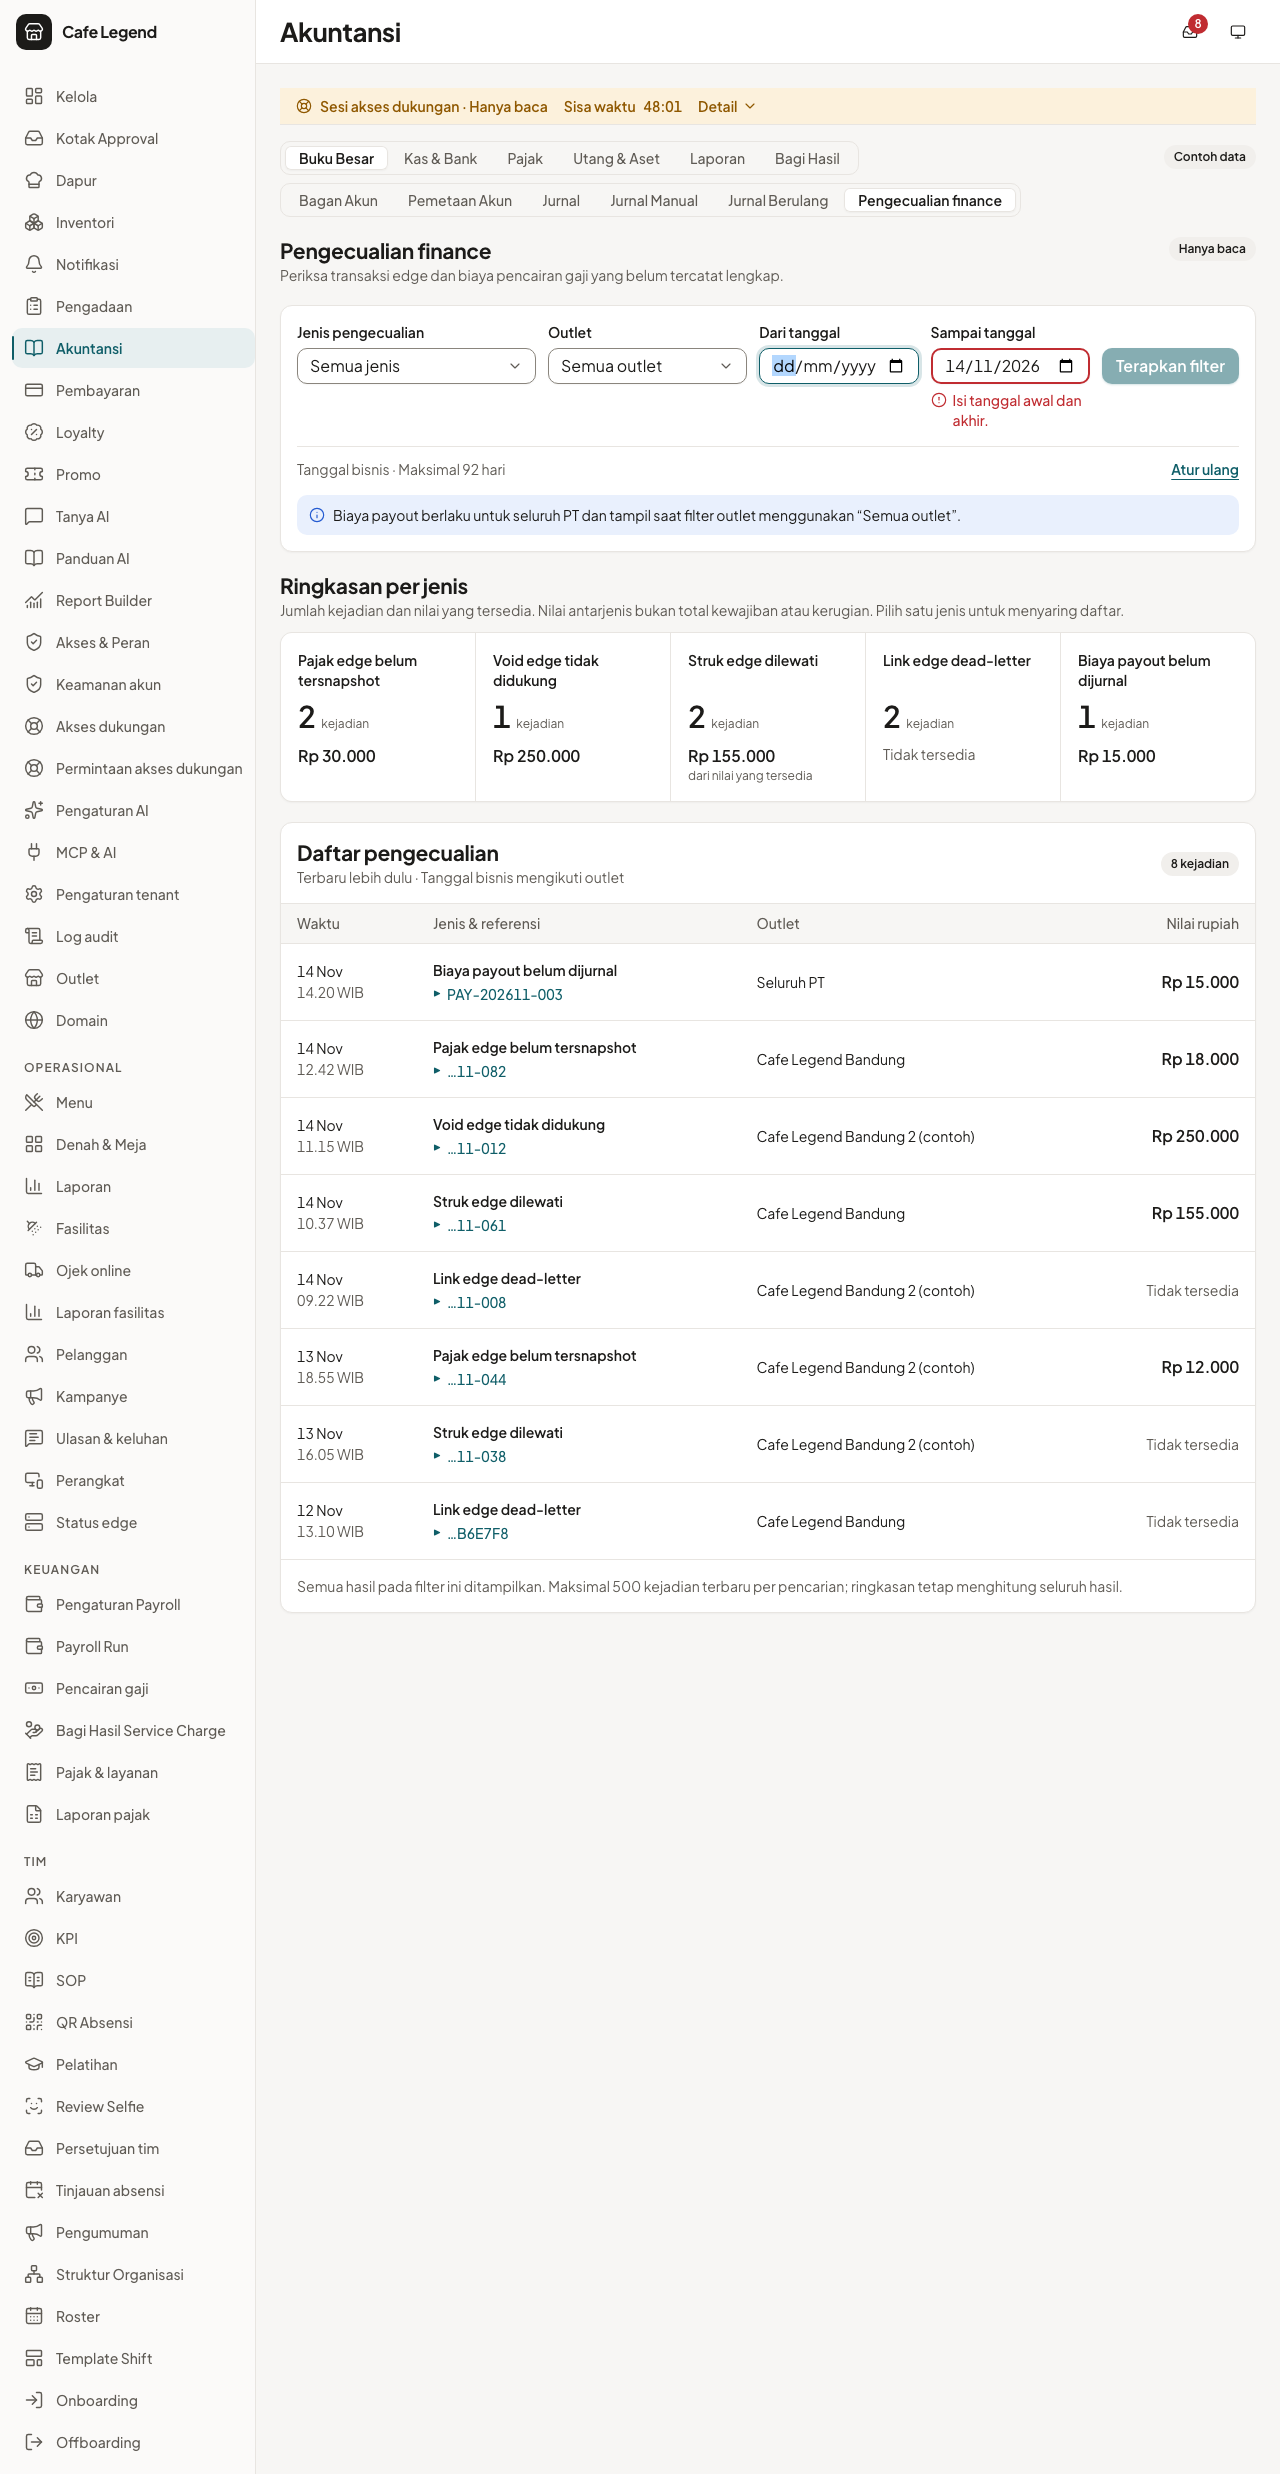 Cafe Legend
Kelola
Kotak Approval
Dapur
Inventori
Notifikasi
Pengadaan
Akuntansi
Pembayaran
Loyalty
Promo
Tanya AI
Panduan AI
Report Builder
Akses & Peran
Keamanan akun
Akses dukungan
Permintaan akses dukungan
Pengaturan AI
MCP & AI
Pengaturan tenant
Log audit
Outlet
Domain
OPERASIONAL
Menu
Denah & Meja
Laporan
Fasilitas
Ojek online
Laporan fasilitas
Pelanggan
Kampanye
Ulasan & keluhan
Perangkat
Status edge
KEUANGAN
Pengaturan Payroll
Payroll Run
Pencairan gaji
Bagi Hasil Service Charge
Pajak & layanan
Laporan pajak
TIM
Karyawan
KPI
SOP
QR Absensi
Pelatihan
Review Selfie
Persetujuan tim
Tinjauan absensi
Pengumuman
Struktur Organisasi
Roster
Template Shift
Onboarding
Offboarding
Akuntansi
8
Sesi akses dukungan · Hanya baca Sisa waktu 48:01 Detail
Buku Besar Kas & Bank Pajak Utang & Aset Laporan Bagi Hasil
Contoh data
Bagan Akun Pemetaan Akun Jurnal Jurnal Manual Jurnal Berulang Pengecualian finance
Pengecualian finance
Hanya baca
Periksa transaksi edge dan biaya pencairan gaji yang belum tercatat lengkap.
Jenis pengecualian Outlet Dari tanggal Sampai tanggal
Semua jenis Semua outlet dd/mm/yyyy 14/11/2026 Terapkan filter
Isi tanggal awal dan
akhir.
Tanggal bisnis · Maksimal 92 hari
Atur ulang
Biaya payout berlaku untuk seluruh PT dan tampil saat filter outlet menggunakan “Semua outlet”.
Ringkasan per jenis
Jumlah kejadian dan nilai yang tersedia. Nilai antarjenis bukan total kewajiban atau kerugian. Pilih satu jenis untuk menyaring daftar.
Pajak edge belum
tersnapshot
2 kejadian
Rp 30.000
Void edge tidak
didukung
1 kejadian
Rp 250.000
Struk edge dilewati
2 kejadian
Rp 155.000
dari nilai yang tersedia
Link edge dead-letter
2 kejadian
Tidak tersedia
Biaya payout belum
dijurnal
1 kejadian
Rp 15.000
Daftar pengecualian
Terbaru lebih dulu · Tanggal bisnis mengikuti outlet
8 kejadian
Waktu Jenis & referensi Outlet Nilai rupiah
14 Nov
14.20 WIB
Biaya payout belum dijurnal
PAY-202611-003
Seluruh PT
Rp 15.000
14 Nov
12.42 WIB
Pajak edge belum tersnapshot
…11-082
Cafe Legend Bandung
Rp 18.000
14 Nov
11.15 WIB
Void edge tidak didukung
…11-012
Cafe Legend Bandung 2 (contoh)
Rp 250.000
14 Nov
10.37 WIB
Struk edge dilewati
…11-061
Cafe Legend Bandung
Rp 155.000
14 Nov
09.22 WIB
Link edge dead-letter
…11-008
Cafe Legend Bandung 2 (contoh)
Tidak tersedia
13 Nov
18.55 WIB
Pajak edge belum tersnapshot
…11-044
Cafe Legend Bandung 2 (contoh)
Rp 12.000
13 Nov
16.05 WIB
Struk edge dilewati
…11-038
Cafe Legend Bandung 2 (contoh)
Tidak tersedia
12 Nov
13.10 WIB
Link edge dead-letter
…B6E7F8
Cafe Legend Bandung
Tidak tersedia
Semua hasil pada filter ini ditampilkan. Maksimal 500 kejadian terbaru per pencarian; ringkasan tetap menghitung seluruh hasil.